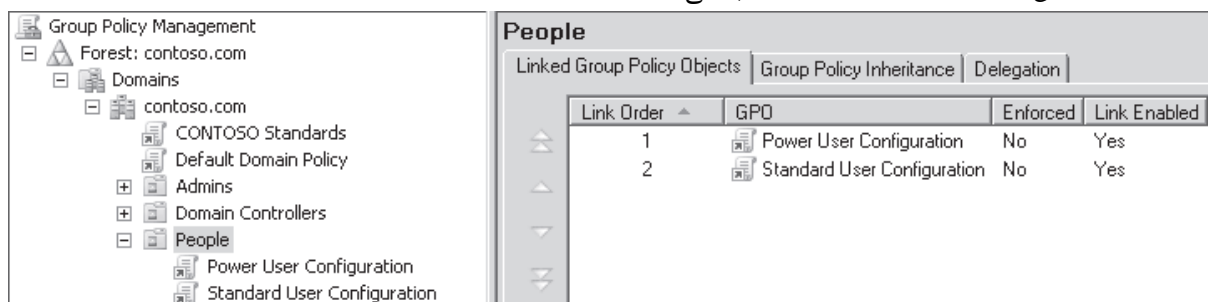 Group Policy Management
Forest: contoso.com
Domains
contoso.com
CONTOSO Standards
Default Domain Policy
Admins
Domain Controllers
People
Power User Configuration
Standard User Configuration
People
Linked Group Policy Objects Group Policy Inheritance Delegation
Link Order GPO Enforced Link Enabled
1 Power User Configuration No Yes
2 Standard User Configuration No Yes